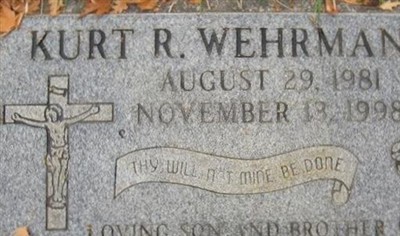 KURT R. WEHRMAN
AUGUST 29, 1981
NOVEMBER 13, 1998
THY WILL NOT MINE BE DONE
LOVING SON AND BROTHER